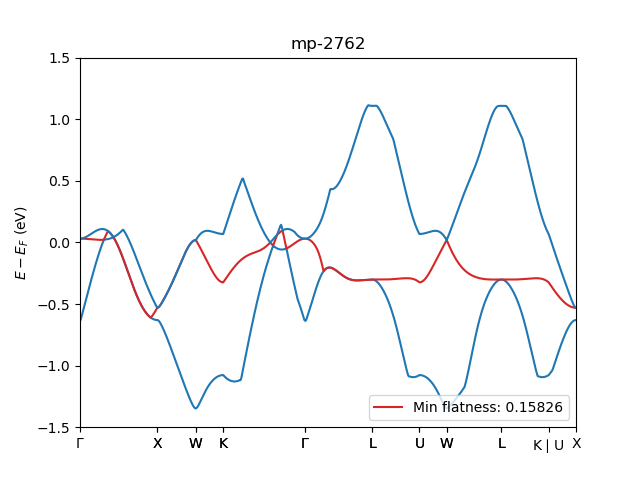 mp-2762
E − E_F (eV)
1.5
1.0
0.5
0.0
−0.5
−1.0
−1.5
Min flatness: 0.15826
Γ X W K Γ L U W L K | U X